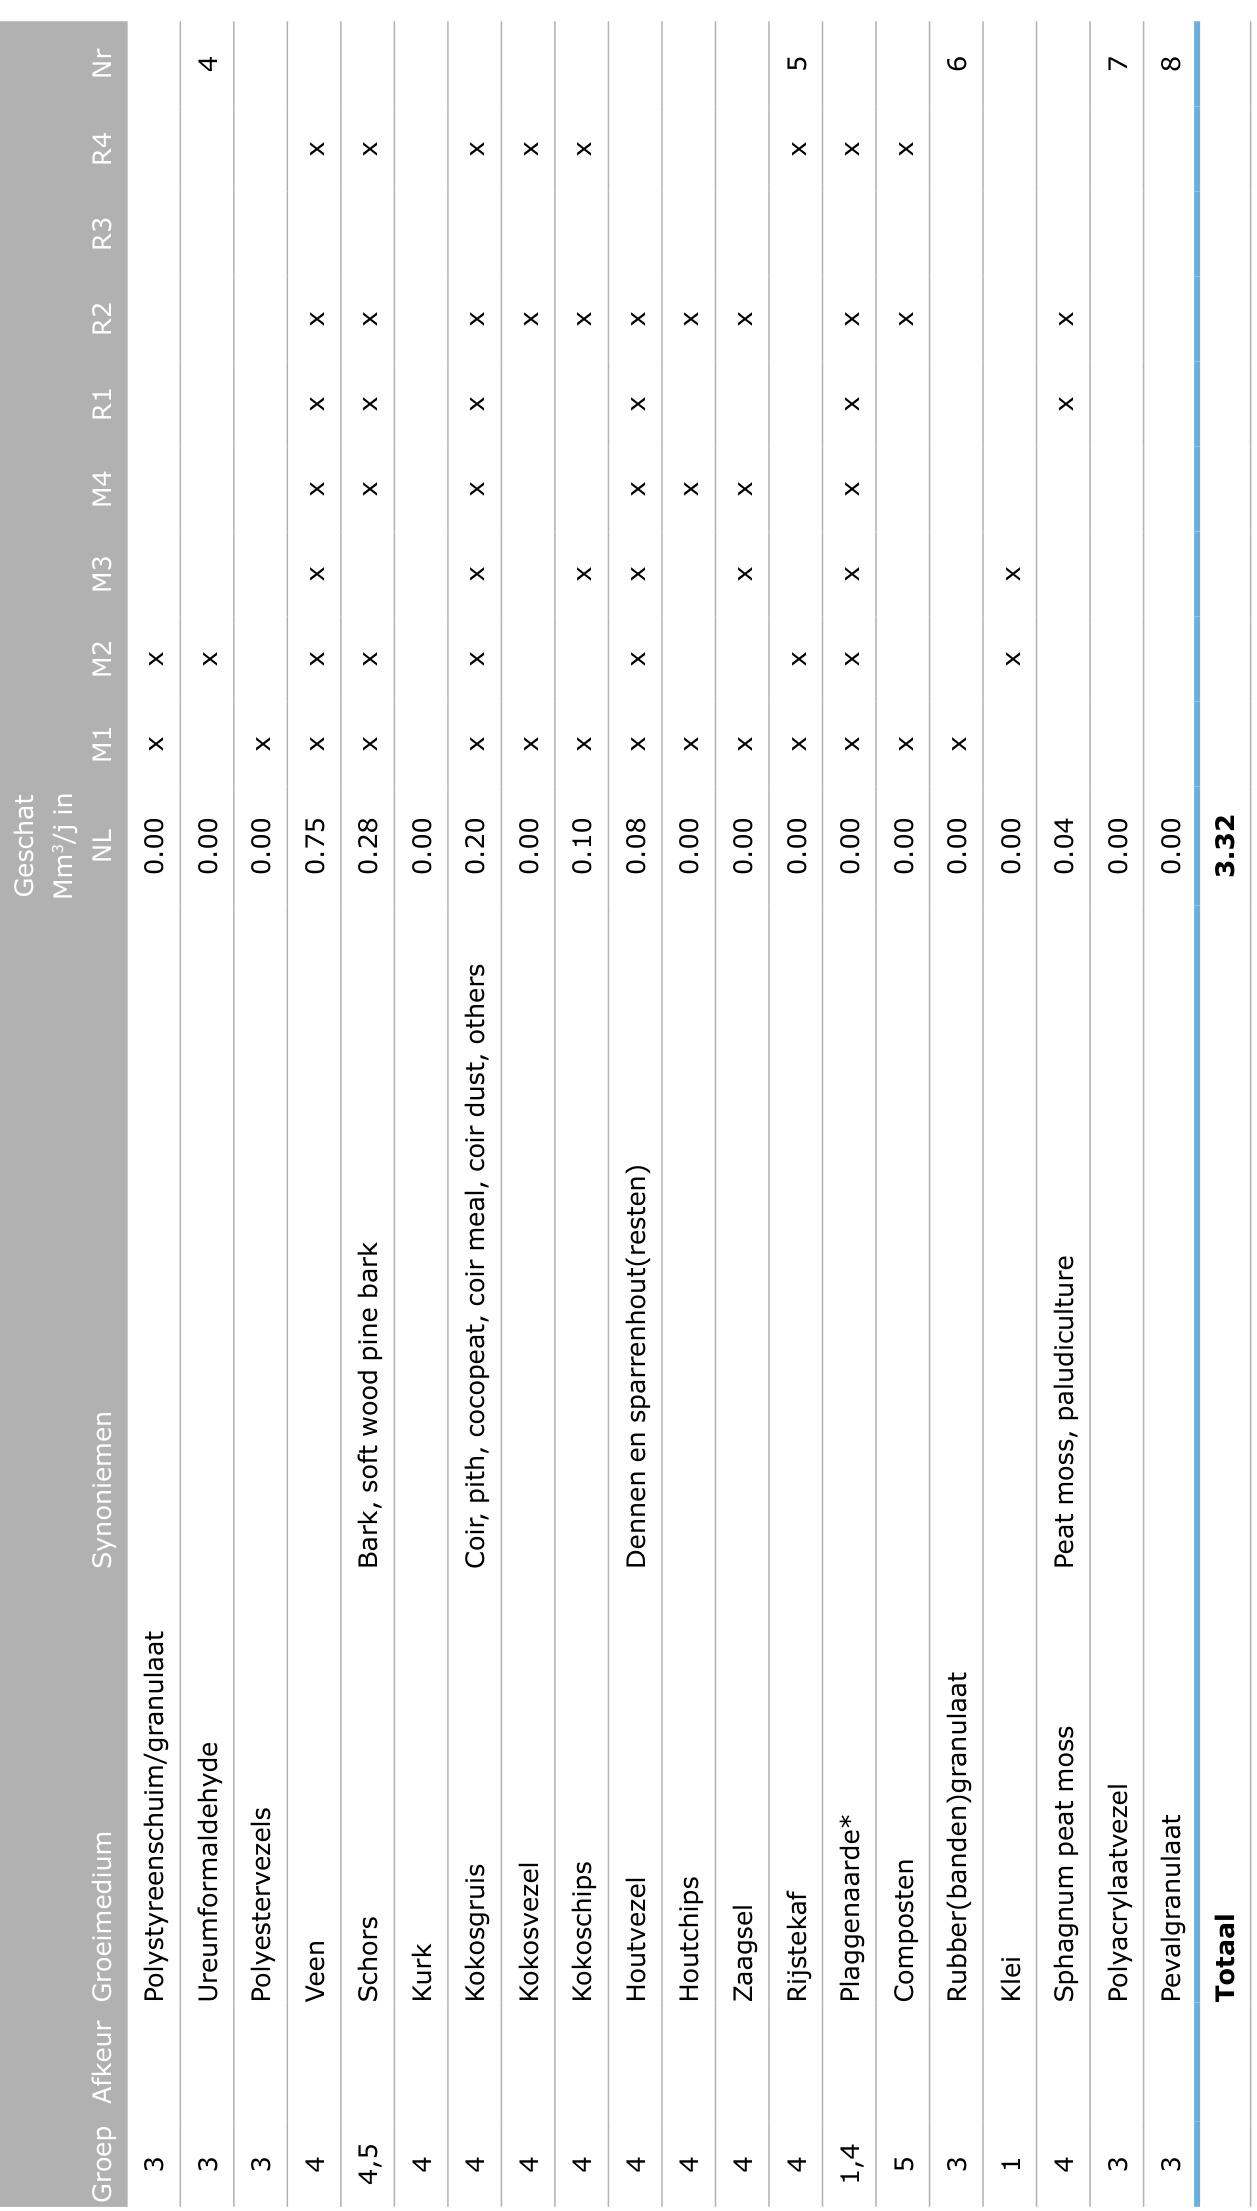 Geschat
Mm³/j in
Groep Afkeur Groeimedium Synoniemen NL M1 M2 M3 M4 R1 R2 R3 R4 Nr
3 Polystyreenschuim/granulaat 0.00 x x
3 Ureumformaldehyde 0.00 x 4
3 Polyestervezels 0.00 x
4 Veen 0.75 x x x x x x x
4,5 Schors Bark, soft wood pine bark 0.28 x x x x x x
4 Kurk 0.00
4 Kokosgruis Coir, pith, cocopeat, coir meal, coir dust, others 0.20 x x x x x x x
4 Kokosvezel 0.00 x x x
4 Kokoschips 0.10 x x x x
4 Houtvezel Dennen en sparrenhout(resten) 0.08 x x x x x x
4 Houtchips 0.00 x x x
4 Zaagsel 0.00 x x x x
4 Rijstekaf 0.00 x x x 5
1,4 Plaggenaarde* 0.00 x x x x x x x
5 Composten 0.00 x x x
3 Rubber(banden)granulaat 0.00 x 6
1 Klei 0.00 x x
4 Sphagnum peat moss Peat moss, paludiculture 0.04 x x
3 Polyacrylaatvezel 0.00 7
3 Pevalgranulaat 0.00 8
Totaal 3.32